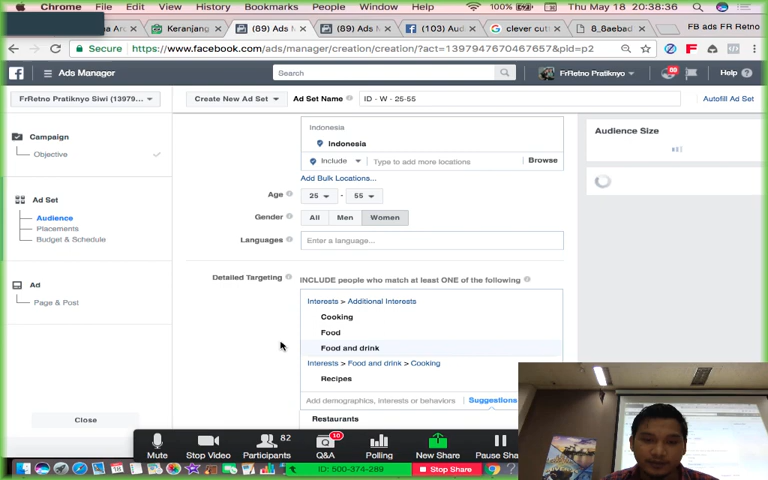 Chrome File Edit View History Bookmarks People Window Help 100% Thu May 18 20:38:36
Keranjang
(89) Ads M
(89) Ads M
(103) Aud
clever cut
8_8aebad
FB ads FR Retno
Secure https://www.facebook.com/ads/manager/creation/creation/?act=1397947670467657&pid=p2
Ads Manager
Search
FrRetno Pratiknyo
Help
FrRetno Pratiknyo Siwi (13979...
Create New Ad Set
Ad Set Name
ID - W - 25-55
Autofill Ad Set
Campaign
Objective
Ad Set
Audience
Placements
Budget & Schedule
Ad
Page & Post
Close
Indonesia
Indonesia
Include
Type to add more locations
Browse
Add Bulk Locations...
Age 25 - 55
Gender All Men Women
Languages Enter a language...
Detailed Targeting
INCLUDE people who match at least ONE of the following
Interests > Additional Interests
Cooking
Food
Food and drink
Interests > Food and drink > Cooking
Recipes
Add demographics, interests or behaviors
Suggestions
Restaurants
Audience Size
Mute
Stop Video
82
Participants
10
Q&A
Polling
New Share
Pause Sh
ID: 500-374-289
Stop Share